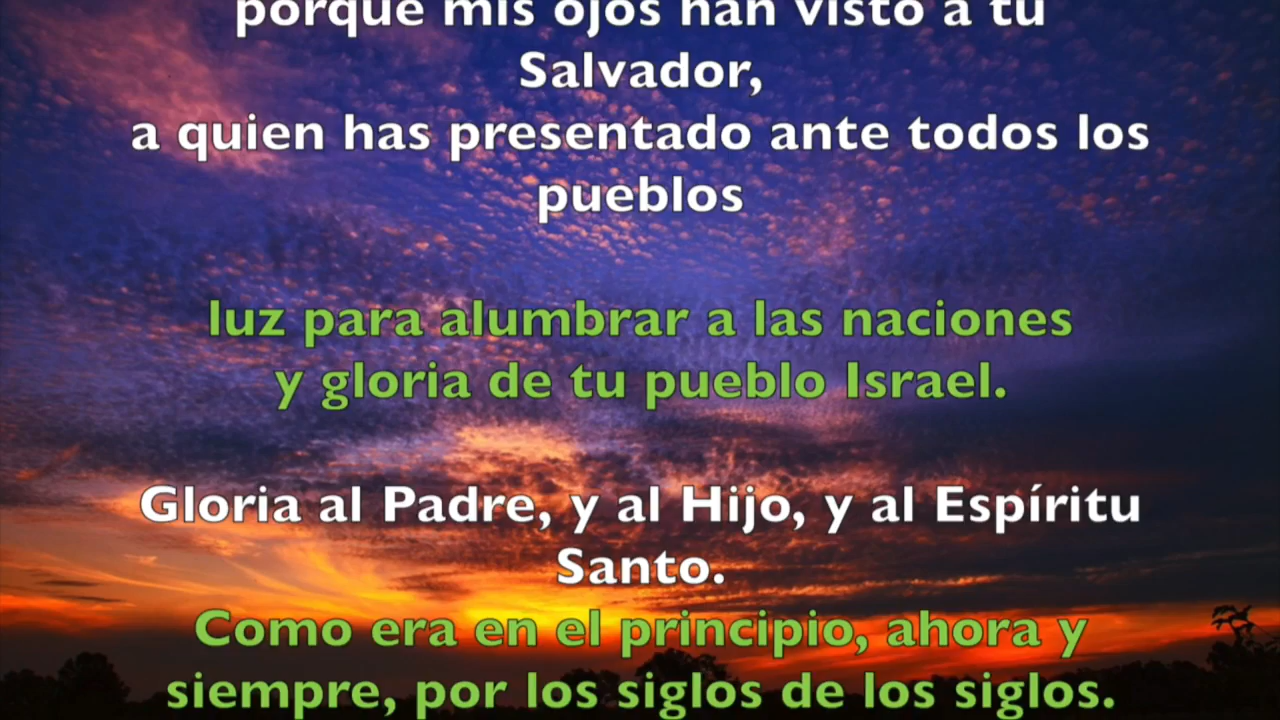 porque mis ojos han visto a tu
Salvador,
a quien has presentado ante todos los
pueblos
luz para alumbrar a las naciones
y gloria de tu pueblo Israel.
Gloria al Padre, y al Hijo, y al Espíritu
Santo.
Como era en el principio, ahora y
siempre, por los siglos de los siglos.